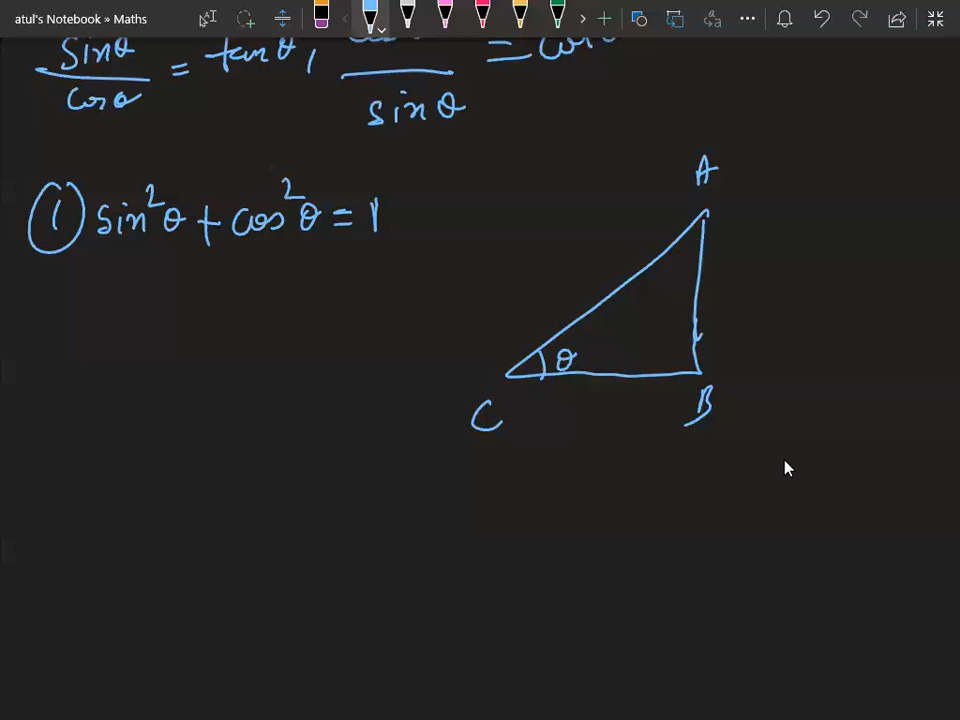 atul's Notebook » Maths
sinθ/cosθ = tanθ, /sinθ =
① sin²θ + cos²θ = 1
A
θ
C
B